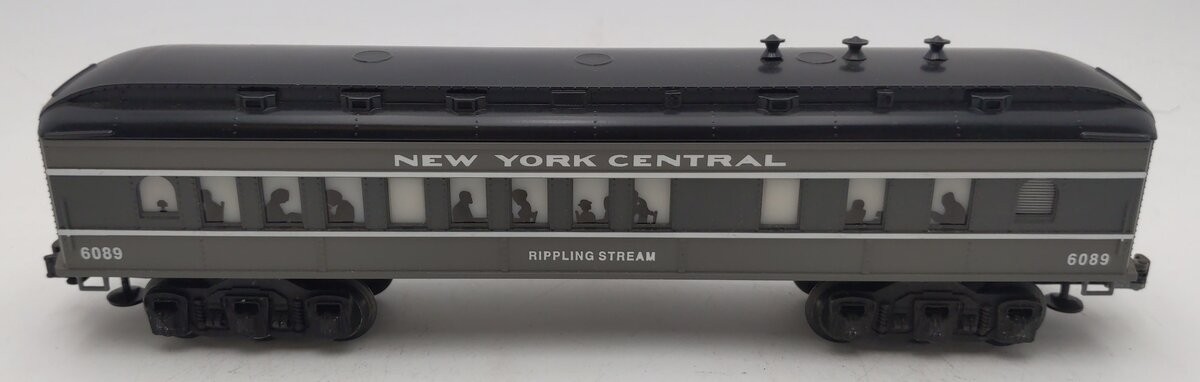 NEW YORK CENTRAL
6089
RIPPLING STREAM
6089